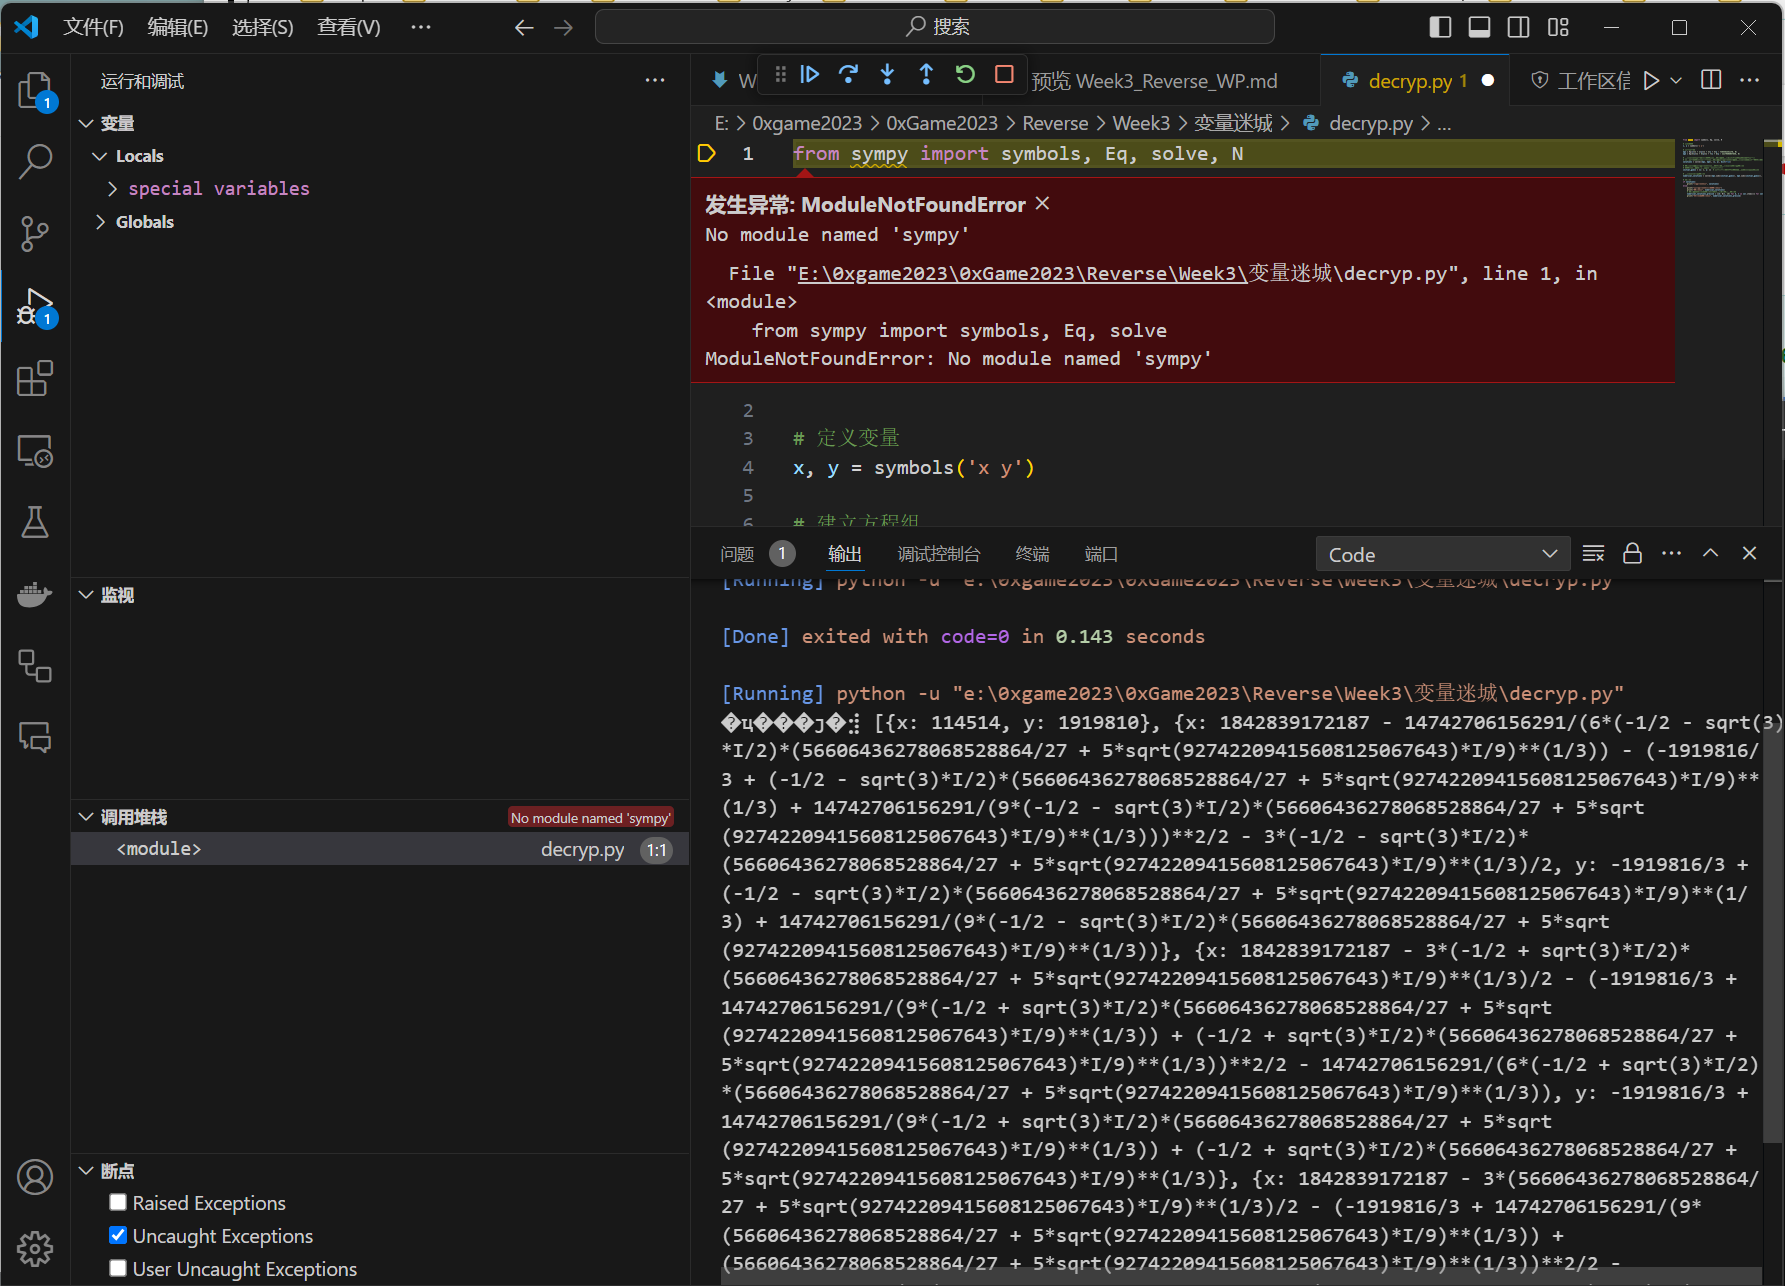 文件(F) 编辑(E) 选择(S) 查看(V) ··· 搜索
运行和调试 ···
变量
Locals
special variables
Globals
监视
调用堆栈 No module named 'sympy'
<module> decryp.py 1:1
断点
Raised Exceptions
Uncaught Exceptions
User Uncaught Exceptions
1
1
W 预览 Week3_Reverse_WP.md decryp.py 1 工作区信 ···
E: > 0xgame2023 > 0xGame2023 > Reverse > Week3 > 变量迷城 > decryp.py > ...
1 from sympy import symbols, Eq, solve, N
发生异常: ModuleNotFoundError ×
No module named 'sympy'
File "E:\0xgame2023\0xGame2023\Reverse\Week3\变量迷城\decryp.py", line 1, in
<module>
from sympy import symbols, Eq, solve
ModuleNotFoundError: No module named 'sympy'
2
3 # 定义变量
4 x, y = symbols('x y')
5
6 # 建立方程组
问题 1 输出 调试控制台 终端 端口 Code ···
[Running] python -u "e:\0xgame2023\0xGame2023\Reverse\Week3\变量迷城\decryp.py"
[Done] exited with code=0 in 0.143 seconds
[Running] python -u "e:\0xgame2023\0xGame2023\Reverse\Week3\变量迷城\decryp.py"
[{x: 114514, y: 1919810}, {x: 1842839172187 - 14742706156291/(6*(-1/2 - sqrt(3)
*I/2)*(56606436278068528864/27 + 5*sqrt(92742209415608125067643)*I/9)**(1/3)) - (-1919816/
3 + (-1/2 - sqrt(3)*I/2)*(56606436278068528864/27 + 5*sqrt(92742209415608125067643)*I/9)**
(1/3) + 14742706156291/(9*(-1/2 - sqrt(3)*I/2)*(56606436278068528864/27 + 5*sqrt
(92742209415608125067643)*I/9)**(1/3)))**2/2 - 3*(-1/2 - sqrt(3)*I/2)*
(56606436278068528864/27 + 5*sqrt(92742209415608125067643)*I/9)**(1/3)/2, y: -1919816/3 +
(-1/2 - sqrt(3)*I/2)*(56606436278068528864/27 + 5*sqrt(92742209415608125067643)*I/9)**(1/
3) + 14742706156291/(9*(-1/2 - sqrt(3)*I/2)*(56606436278068528864/27 + 5*sqrt
(92742209415608125067643)*I/9)**(1/3))}, {x: 1842839172187 - 3*(-1/2 + sqrt(3)*I/2)*
(56606436278068528864/27 + 5*sqrt(92742209415608125067643)*I/9)**(1/3)/2 - (-1919816/3 +
14742706156291/(9*(-1/2 + sqrt(3)*I/2)*(56606436278068528864/27 + 5*sqrt
(92742209415608125067643)*I/9)**(1/3)) + (-1/2 + sqrt(3)*I/2)*(56606436278068528864/27 +
5*sqrt(92742209415608125067643)*I/9)**(1/3))**2/2 - 14742706156291/(6*(-1/2 + sqrt(3)*I/2)
*(56606436278068528864/27 + 5*sqrt(92742209415608125067643)*I/9)**(1/3)), y: -1919816/3 +
14742706156291/(9*(-1/2 + sqrt(3)*I/2)*(56606436278068528864/27 + 5*sqrt
(92742209415608125067643)*I/9)**(1/3)) + (-1/2 + sqrt(3)*I/2)*(56606436278068528864/27 +
5*sqrt(92742209415608125067643)*I/9)**(1/3)}, {x: 1842839172187 - 3*(56606436278068528864/
27 + 5*sqrt(92742209415608125067643)*I/9)**(1/3)/2 - (-1919816/3 + 14742706156291/(9*
(56606436278068528864/27 + 5*sqrt(92742209415608125067643)*I/9)**(1/3)) +
(56606436278068528864/27 + 5*sqrt(92742209415608125067643)*I/9)**(1/3))**2/2 -